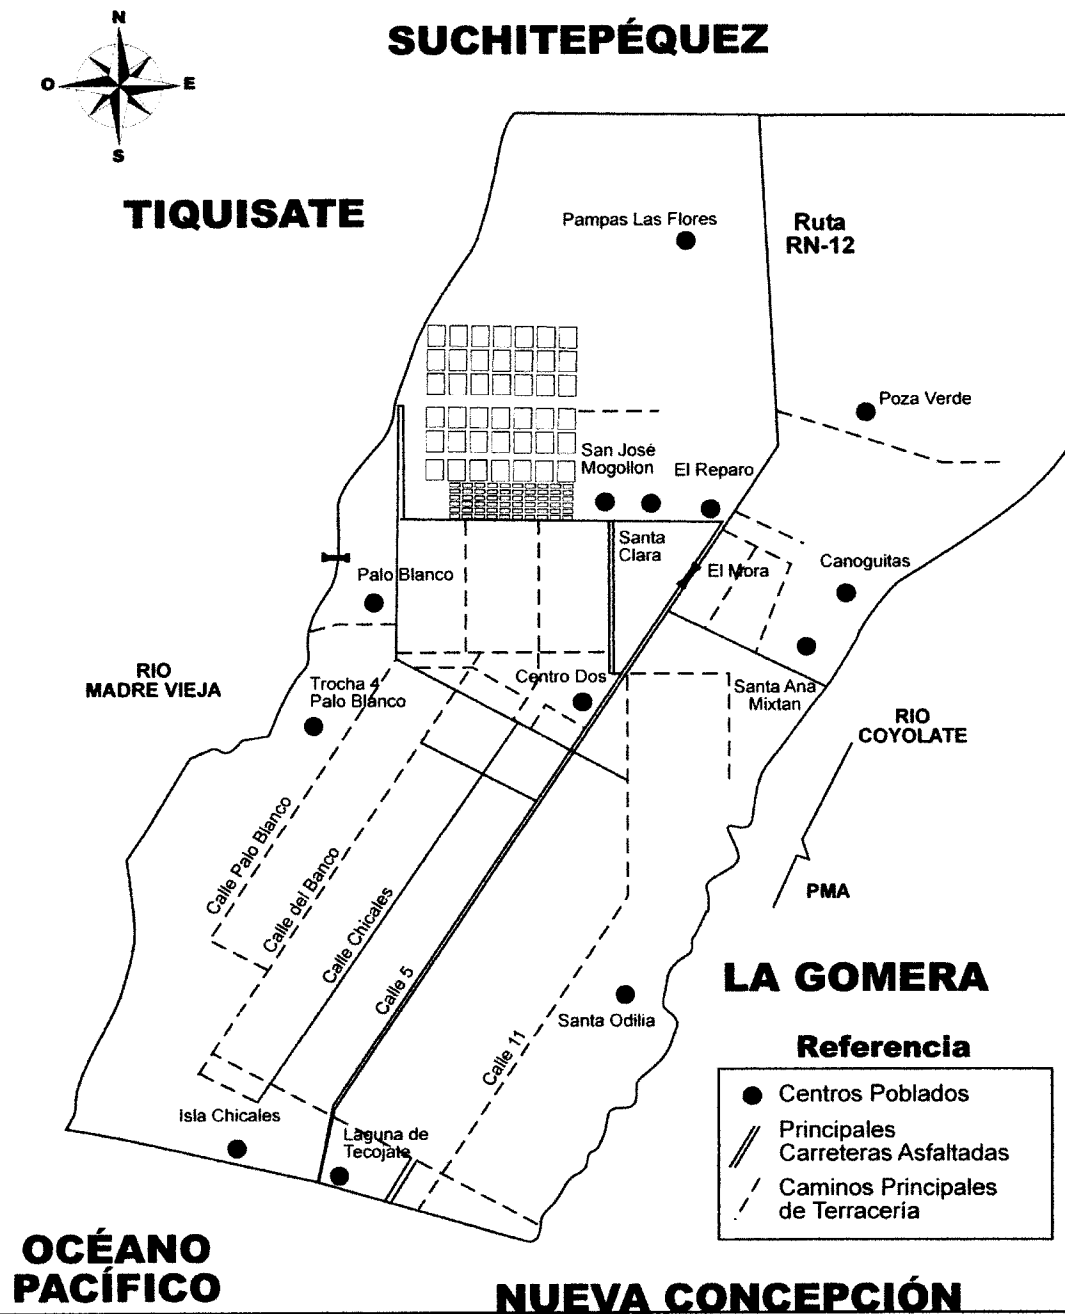 N
SUCHITEPÉQUEZ
O
E
S
TIQUISATE
Pampas Las Flores
Ruta
RN-12
Poza Verde
San José
Mogollon
El Reparo
Santa
Clara
El Mora
Canoguitas
Palo Blanco
RIO
MADRE VIEJA
Trocha 4
Palo Blanco
Centro Dos
Santa Ana
Mixtan
RIO
COYOLATE
Calle Palo Blanco
Calle del Banco
Calle Chicales
Calle 5
PMA
LA GOMERA
Santa Odilia
Calle 11
Referencia
Centros Poblados
Principales
Carreteras Asfaltadas
Caminos Principales
de Terracería
Isla Chicales
Laguna de
Tecojate
OCÉANO
PACÍFICO
NUEVA CONCEPCIÓN